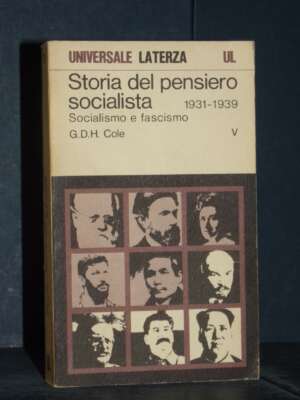 UNIVERSALE LATERZA UL
Storia del pensiero
socialista 1931-1939
Socialismo e fascismo
G.D.H. Cole V